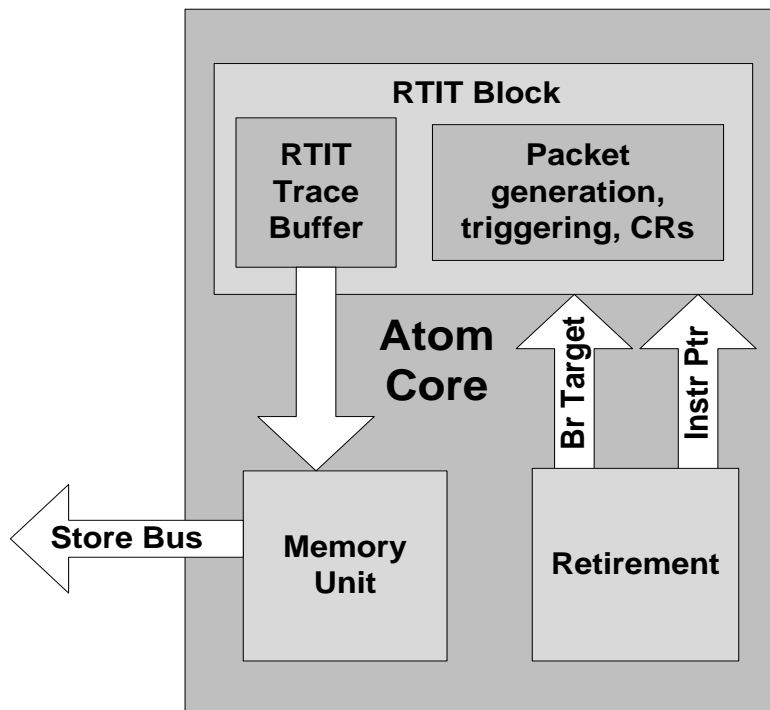 RTIT Block
RTIT
Trace
Buffer
Packet
generation,
triggering, CRs
Atom
Core
Br Target
Instr Ptr
Store Bus
Memory
Unit
Retirement